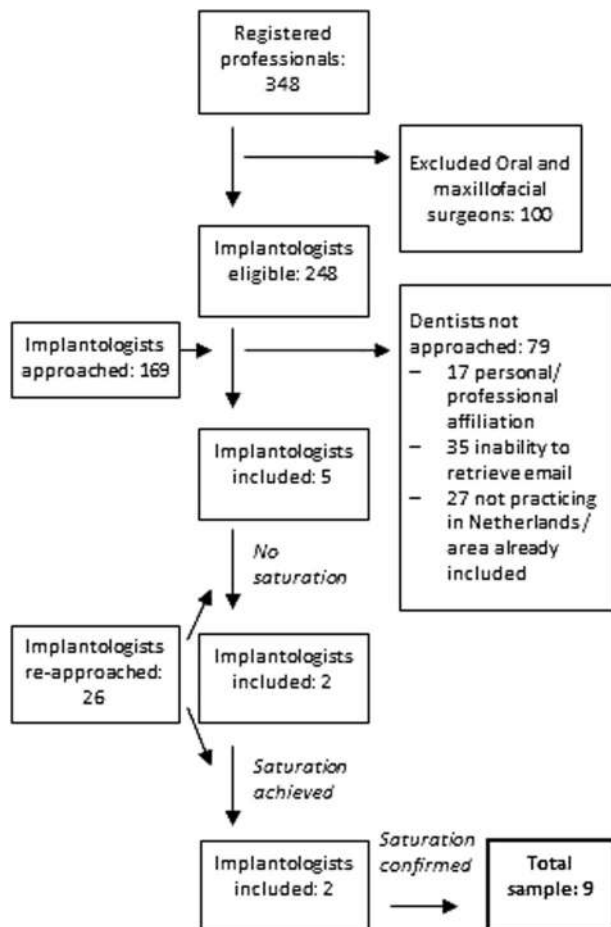 Registered
professionals:
348
Excluded Oral and
maxillofacial
surgeons: 100
Implantologists
eligible: 248
Implantologists
approached: 169
Dentists not
approached: 79
– 17 personal/
professional
affiliation
– 35 inability to
retrieve email
– 27 not practicing
in Netherlands/
area already
included
Implantologists
included: 5
No
saturation
Implantologists
re-approached:
26
Implantologists
included: 2
Saturation
achieved
Implantologists
included: 2
Saturation
confirmed
Total
sample: 9